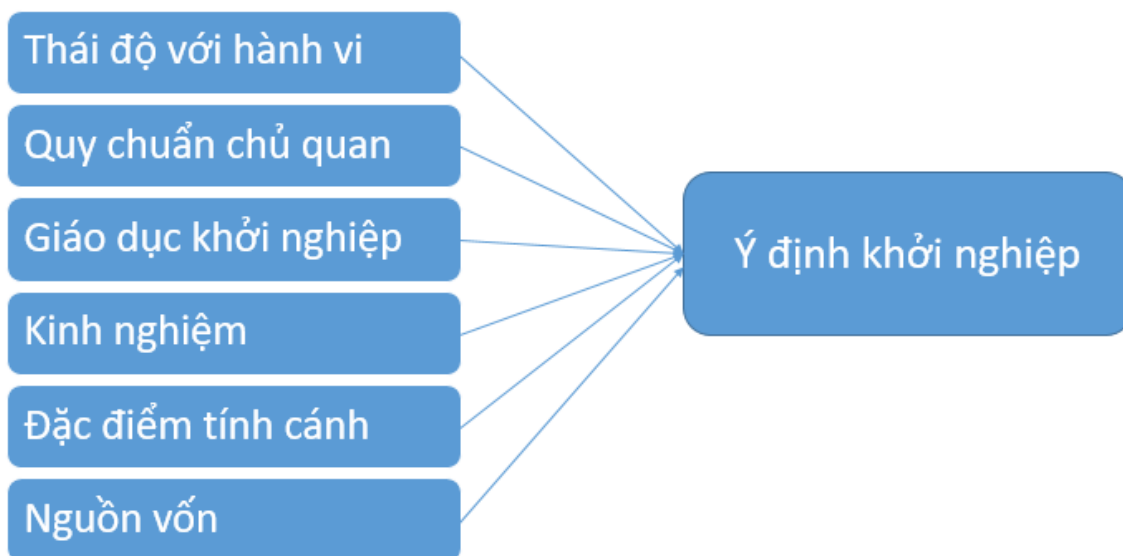 Thái độ với hành vi
Quy chuẩn chủ quan
Giáo dục khởi nghiệp
Ý định khởi nghiệp
Kinh nghiệm
Đặc điểm tính cánh
Nguồn vốn